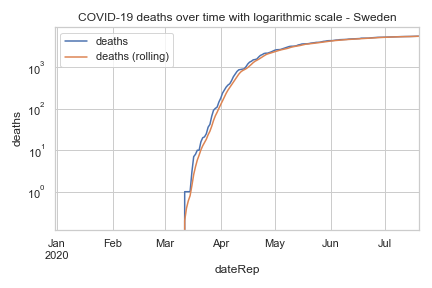 COVID-19 deaths over time with logarithmic scale - Sweden
deaths
deaths (rolling)
10³
10²
10¹
10⁰
deaths
Jan Feb Mar Apr May Jun Jul
2020
dateRep